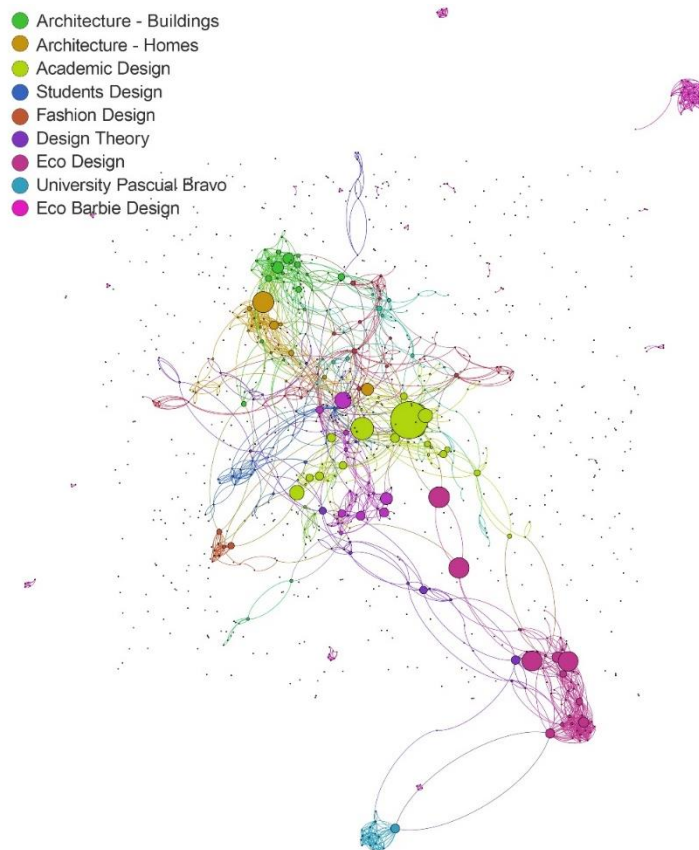 Architecture - Buildings
Architecture - Homes
Academic Design
Students Design
Fashion Design
Design Theory
Eco Design
University Pascual Bravo
Eco Barbie Design